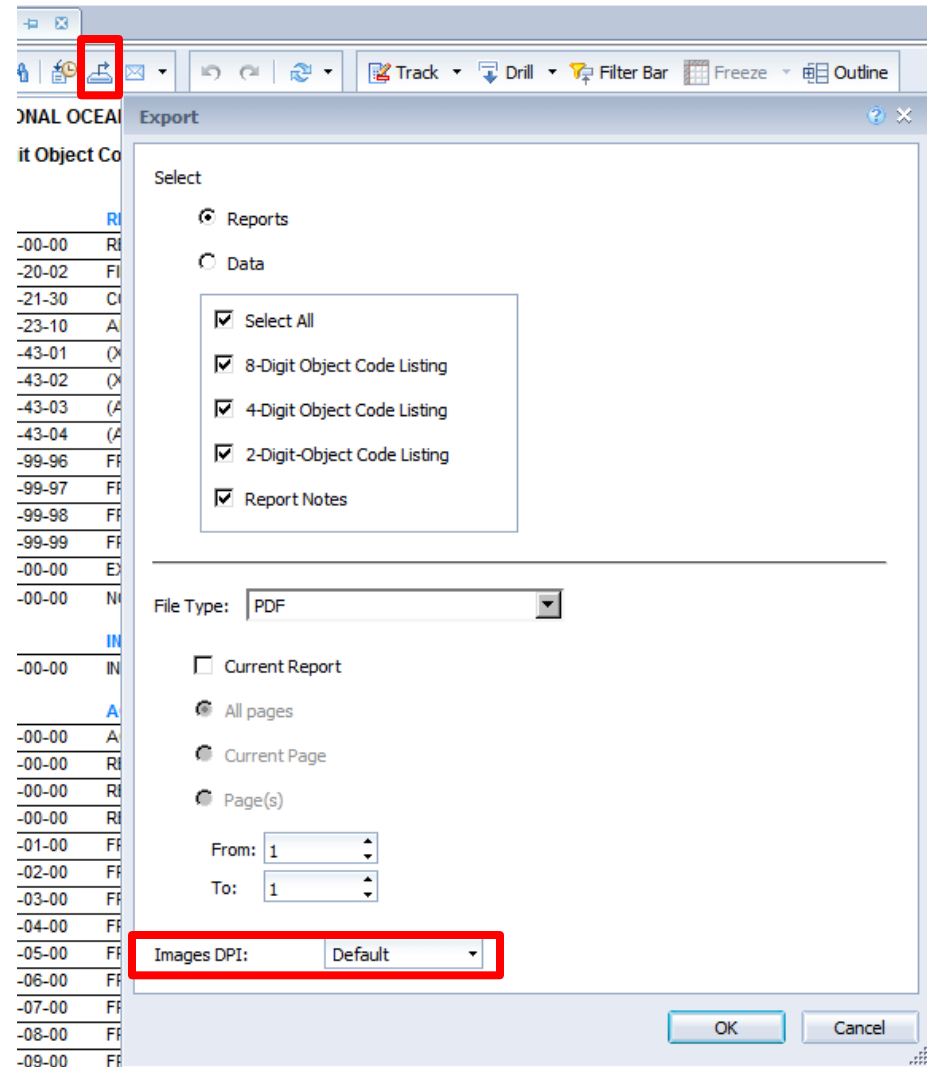 Track Drill Filter Bar Freeze Outline
ONAL OCEAN
Export
it Object Co
Select
Reports
Data
Select All
8-Digit Object Code Listing
4-Digit Object Code Listing
2-Digit-Object Code Listing
Report Notes
File Type: PDF
Current Report
All pages
Current Page
Page(s)
From: 1
To: 1
Images DPI: Default
OK Cancel
-00-00
-20-02
-21-30
-23-10
-43-01
-43-02
-43-03
-43-04
-99-96
-99-97
-99-98
-99-99
-00-00
-00-00
-00-00
-00-00
-00-00
-00-00
-00-00
-01-00
-02-00
-03-00
-04-00
-05-00
-06-00
-07-00
-08-00
-09-00